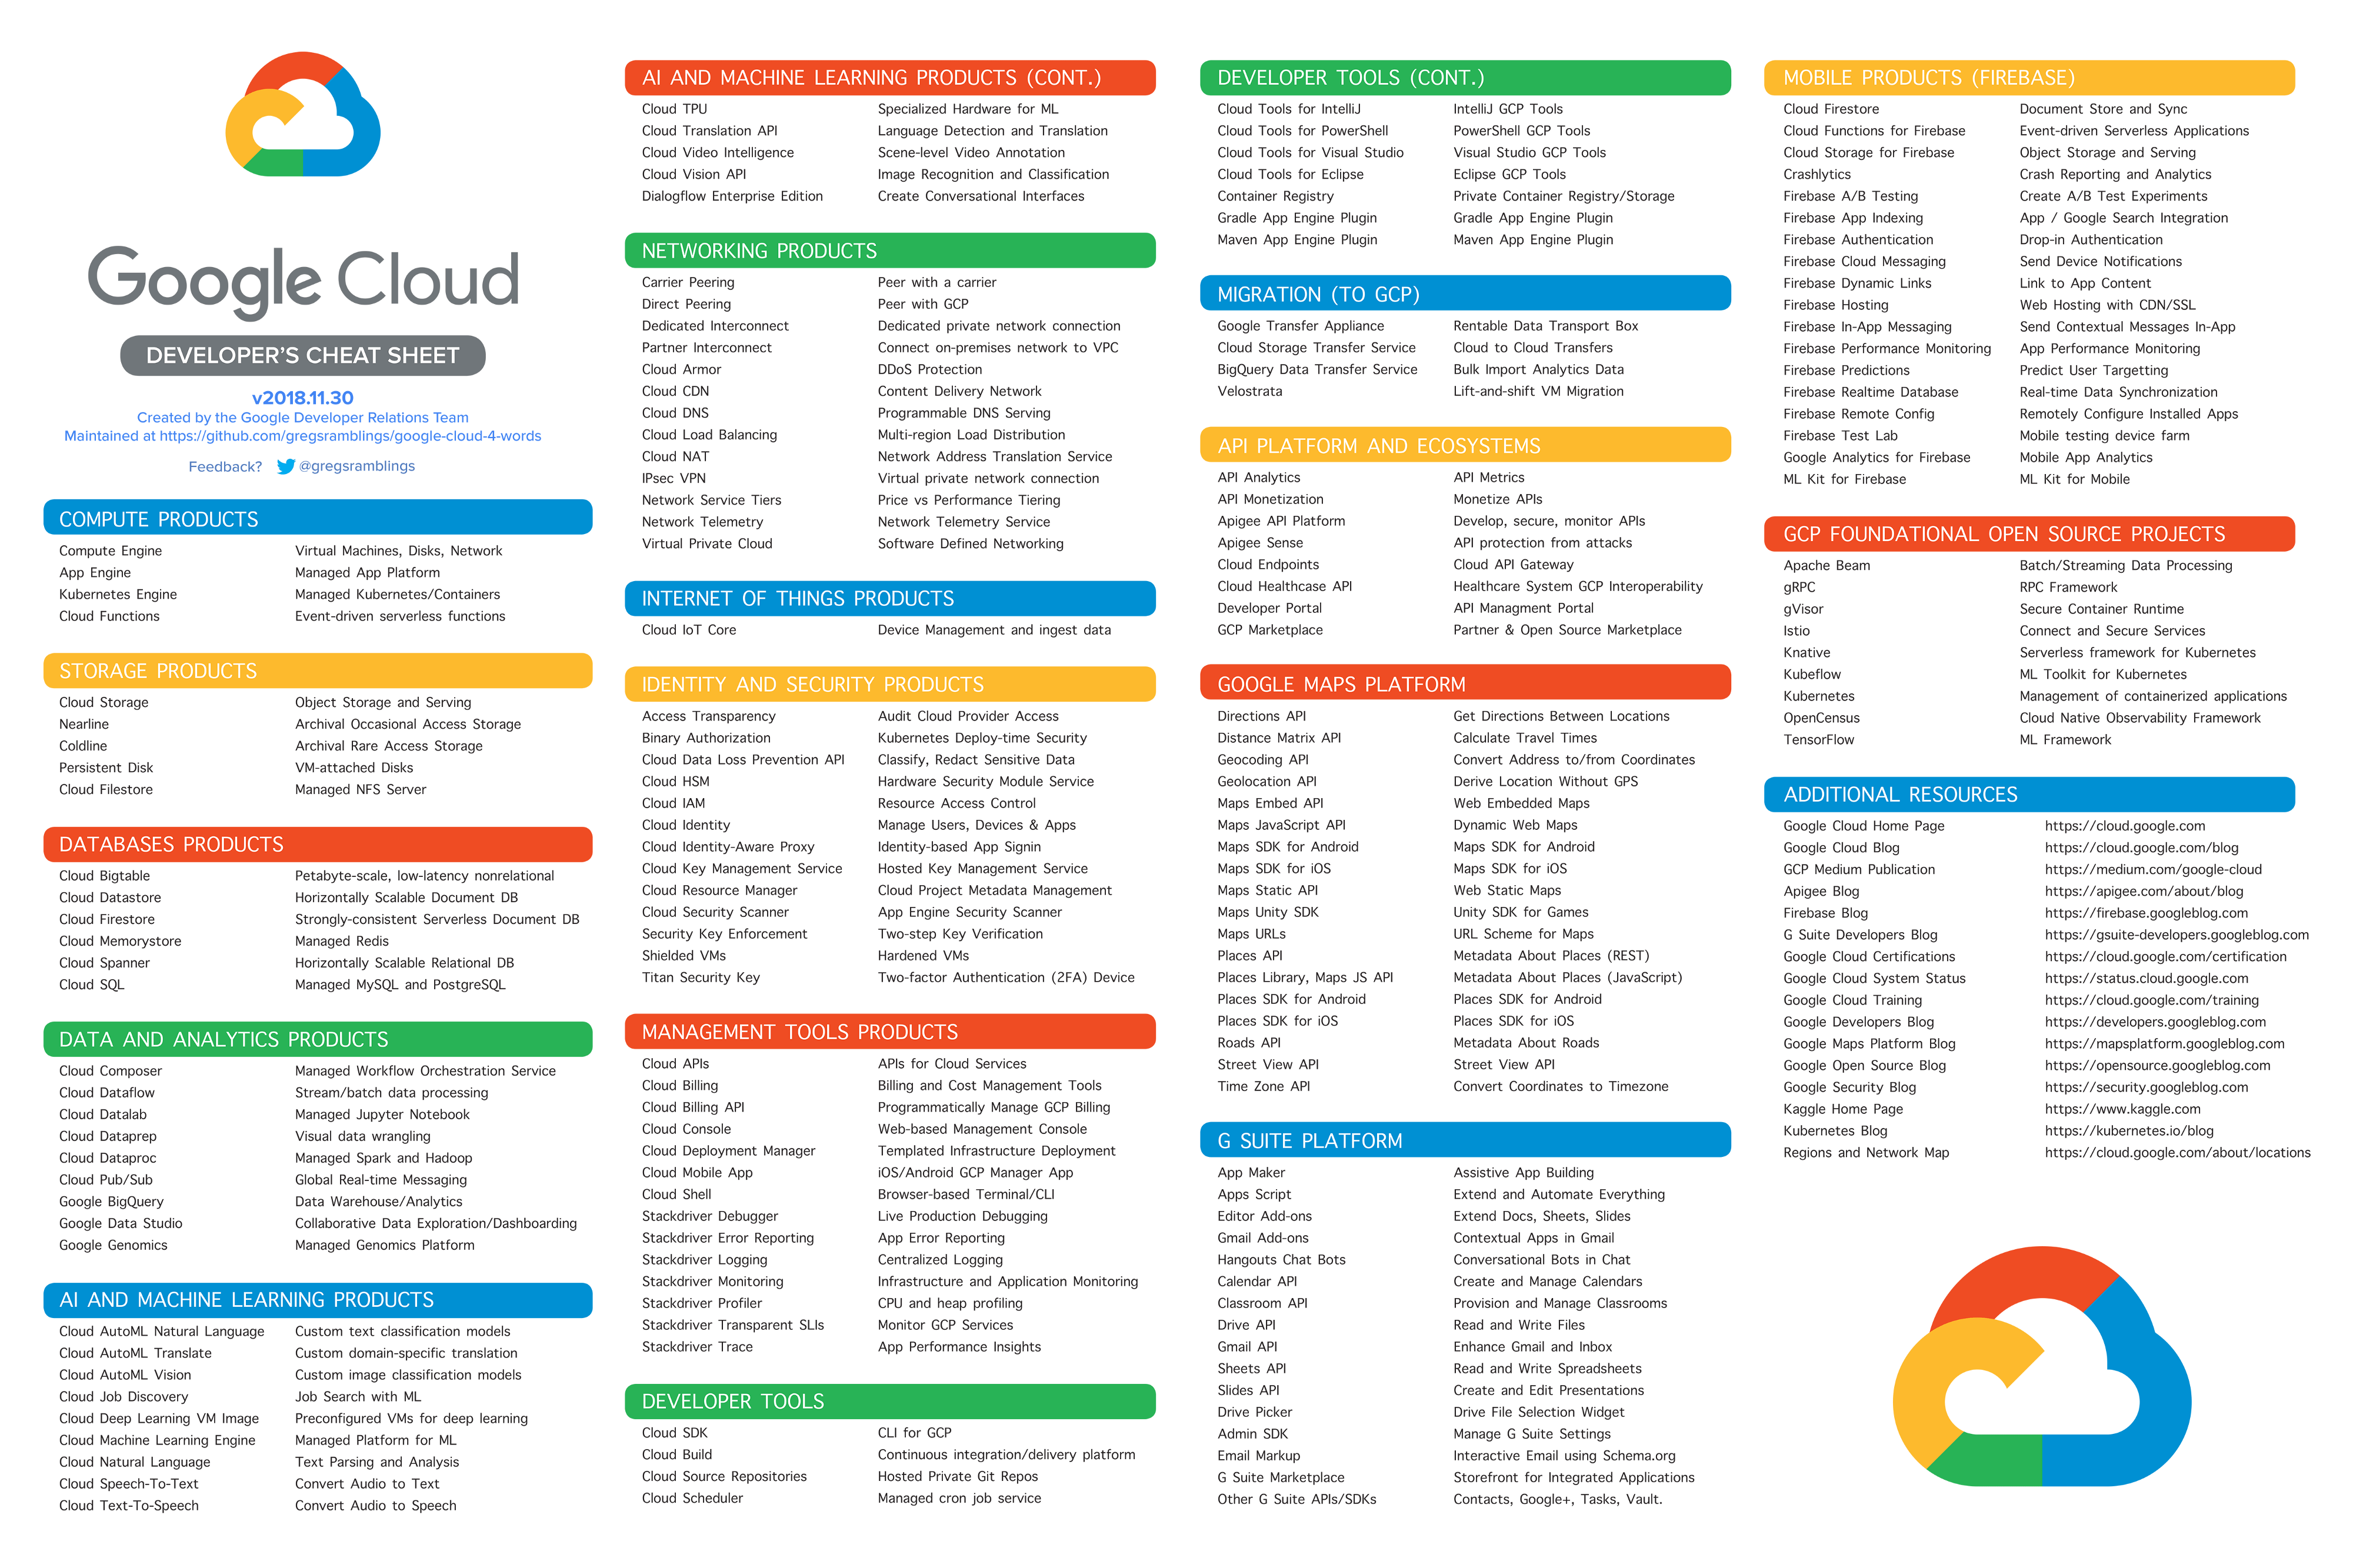 Google Cloud
DEVELOPER'S CHEAT SHEET
v2018.11.30
Created by the Google Developer Relations Team
Maintained at https://github.com/gregsramblings/google-cloud-4-words
Feedback? @gregsramblings
COMPUTE PRODUCTS
Compute Engine Virtual Machines, Disks, Network
App Engine Managed App Platform
Kubernetes Engine Managed Kubernetes/Containers
Cloud Functions Event-driven serverless functions
STORAGE PRODUCTS
Cloud Storage Object Storage and Serving
Nearline Archival Occasional Access Storage
Coldline Archival Rare Access Storage
Persistent Disk VM-attached Disks
Cloud Filestore Managed NFS Server
DATABASES PRODUCTS
Cloud Bigtable Petabyte-scale, low-latency nonrelational
Cloud Datastore Horizontally Scalable Document DB
Cloud Firestore Strongly-consistent Serverless Document DB
Cloud Memorystore Managed Redis
Cloud Spanner Horizontally Scalable Relational DB
Cloud SQL Managed MySQL and PostgreSQL
DATA AND ANALYTICS PRODUCTS
Cloud Composer Managed Workflow Orchestration Service
Cloud Dataflow Stream/batch data processing
Cloud Datalab Managed Jupyter Notebook
Cloud Dataprep Visual data wrangling
Cloud Dataproc Managed Spark and Hadoop
Cloud Pub/Sub Global Real-time Messaging
Google BigQuery Data Warehouse/Analytics
Google Data Studio Collaborative Data Exploration/Dashboarding
Google Genomics Managed Genomics Platform
AI AND MACHINE LEARNING PRODUCTS
Cloud AutoML Natural Language Custom text classification models
Cloud AutoML Translate Custom domain-specific translation
Cloud AutoML Vision Custom image classification models
Cloud Job Discovery Job Search with ML
Cloud Deep Learning VM Image Preconfigured VMs for deep learning
Cloud Machine Learning Engine Managed Platform for ML
Cloud Natural Language Text Parsing and Analysis
Cloud Speech-To-Text Convert Audio to Text
Cloud Text-To-Speech Convert Audio to Speech
AI AND MACHINE LEARNING PRODUCTS (CONT.)
Cloud TPU Specialized Hardware for ML
Cloud Translation API Language Detection and Translation
Cloud Video Intelligence Scene-level Video Annotation
Cloud Vision API Image Recognition and Classification
Dialogflow Enterprise Edition Create Conversational Interfaces
NETWORKING PRODUCTS
Carrier Peering Peer with a carrier
Direct Peering Peer with GCP
Dedicated Interconnect Dedicated private network connection
Partner Interconnect Connect on-premises network to VPC
Cloud Armor DDoS Protection
Cloud CDN Content Delivery Network
Cloud DNS Programmable DNS Serving
Cloud Load Balancing Multi-region Load Distribution
Cloud NAT Network Address Translation Service
IPsec VPN Virtual private network connection
Network Service Tiers Price vs Performance Tiering
Network Telemetry Network Telemetry Service
Virtual Private Cloud Software Defined Networking
INTERNET OF THINGS PRODUCTS
Cloud IoT Core Device Management and ingest data
IDENTITY AND SECURITY PRODUCTS
Access Transparency Audit Cloud Provider Access
Binary Authorization Kubernetes Deploy-time Security
Cloud Data Loss Prevention API Classify, Redact Sensitive Data
Cloud HSM Hardware Security Module Service
Cloud IAM Resource Access Control
Cloud Identity Manage Users, Devices & Apps
Cloud Identity-Aware Proxy Identity-based App Signin
Cloud Key Management Service Hosted Key Management Service
Cloud Resource Manager Cloud Project Metadata Management
Cloud Security Scanner App Engine Security Scanner
Security Key Enforcement Two-step Key Verification
Shielded VMs Hardened VMs
Titan Security Key Two-factor Authentication (2FA) Device
MANAGEMENT TOOLS PRODUCTS
Cloud APIs APIs for Cloud Services
Cloud Billing Billing and Cost Management Tools
Cloud Billing API Programmatically Manage GCP Billing
Cloud Console Web-based Management Console
Cloud Deployment Manager Templated Infrastructure Deployment
Cloud Mobile App iOS/Android GCP Manager App
Cloud Shell Browser-based Terminal/CLI
Stackdriver Debugger Live Production Debugging
Stackdriver Error Reporting App Error Reporting
Stackdriver Logging Centralized Logging
Stackdriver Monitoring Infrastructure and Application Monitoring
Stackdriver Profiler CPU and heap profiling
Stackdriver Transparent SLIs Monitor GCP Services
Stackdriver Trace App Performance Insights
DEVELOPER TOOLS
Cloud SDK CLI for GCP
Cloud Build Continuous integration/delivery platform
Cloud Source Repositories Hosted Private Git Repos
Cloud Scheduler Managed cron job service
DEVELOPER TOOLS (CONT.)
Cloud Tools for IntelliJ IntelliJ GCP Tools
Cloud Tools for PowerShell PowerShell GCP Tools
Cloud Tools for Visual Studio Visual Studio GCP Tools
Cloud Tools for Eclipse Eclipse GCP Tools
Container Registry Private Container Registry/Storage
Gradle App Engine Plugin Gradle App Engine Plugin
Maven App Engine Plugin Maven App Engine Plugin
MIGRATION (TO GCP)
Google Transfer Appliance Rentable Data Transport Box
Cloud Storage Transfer Service Cloud to Cloud Transfers
BigQuery Data Transfer Service Bulk Import Analytics Data
Velostrata Lift-and-shift VM Migration
API PLATFORM AND ECOSYSTEMS
API Analytics API Metrics
API Monetization Monetize APIs
Apigee API Platform Develop, secure, monitor APIs
Apigee Sense API protection from attacks
Cloud Endpoints Cloud API Gateway
Cloud Healthcase API Healthcare System GCP Interoperability
Developer Portal API Managment Portal
GCP Marketplace Partner & Open Source Marketplace
GOOGLE MAPS PLATFORM
Directions API Get Directions Between Locations
Distance Matrix API Calculate Travel Times
Geocoding API Convert Address to/from Coordinates
Geolocation API Derive Location Without GPS
Maps Embed API Web Embedded Maps
Maps JavaScript API Dynamic Web Maps
Maps SDK for Android Maps SDK for Android
Maps SDK for iOS Maps SDK for iOS
Maps Static API Web Static Maps
Maps Unity SDK Unity SDK for Games
Maps URLs URL Scheme for Maps
Places API Metadata About Places (REST)
Places Library, Maps JS API Metadata About Places (JavaScript)
Places SDK for Android Places SDK for Android
Places SDK for iOS Places SDK for iOS
Roads API Metadata About Roads
Street View API Street View API
Time Zone API Convert Coordinates to Timezone
G SUITE PLATFORM
App Maker Assistive App Building
Apps Script Extend and Automate Everything
Editor Add-ons Extend Docs, Sheets, Slides
Gmail Add-ons Contextual Apps in Gmail
Hangouts Chat Bots Conversational Bots in Chat
Calendar API Create and Manage Calendars
Classroom API Provision and Manage Classrooms
Drive API Read and Write Files
Gmail API Enhance Gmail and Inbox
Sheets API Read and Write Spreadsheets
Slides API Create and Edit Presentations
Drive Picker Drive File Selection Widget
Admin SDK Manage G Suite Settings
Email Markup Interactive Email using Schema.org
G Suite Marketplace Storefront for Integrated Applications
Other G Suite APIs/SDKs Contacts, Google+, Tasks, Vault.
MOBILE PRODUCTS (FIREBASE)
Cloud Firestore Document Store and Sync
Cloud Functions for Firebase Event-driven Serverless Applications
Cloud Storage for Firebase Object Storage and Serving
Crashlytics Crash Reporting and Analytics
Firebase A/B Testing Create A/B Test Experiments
Firebase App Indexing App / Google Search Integration
Firebase Authentication Drop-in Authentication
Firebase Cloud Messaging Send Device Notifications
Firebase Dynamic Links Link to App Content
Firebase Hosting Web Hosting with CDN/SSL
Firebase In-App Messaging Send Contextual Messages In-App
Firebase Performance Monitoring App Performance Monitoring
Firebase Predictions Predict User Targetting
Firebase Realtime Database Real-time Data Synchronization
Firebase Remote Config Remotely Configure Installed Apps
Firebase Test Lab Mobile testing device farm
Google Analytics for Firebase Mobile App Analytics
ML Kit for Firebase ML Kit for Mobile
GCP FOUNDATIONAL OPEN SOURCE PROJECTS
Apache Beam Batch/Streaming Data Processing
gRPC RPC Framework
gVisor Secure Container Runtime
Istio Connect and Secure Services
Knative Serverless framework for Kubernetes
Kubeflow ML Toolkit for Kubernetes
Kubernetes Management of containerized applications
OpenCensus Cloud Native Observability Framework
TensorFlow ML Framework
ADDITIONAL RESOURCES
Google Cloud Home Page https://cloud.google.com
Google Cloud Blog https://cloud.google.com/blog
GCP Medium Publication https://medium.com/google-cloud
Apigee Blog https://apigee.com/about/blog
Firebase Blog https://firebase.googleblog.com
G Suite Developers Blog https://gsuite-developers.googleblog.com
Google Cloud Certifications https://cloud.google.com/certification
Google Cloud System Status https://status.cloud.google.com
Google Cloud Training https://cloud.google.com/training
Google Developers Blog https://developers.googleblog.com
Google Maps Platform Blog https://mapsplatform.googleblog.com
Google Open Source Blog https://opensource.googleblog.com
Google Security Blog https://security.googleblog.com
Kaggle Home Page https://www.kaggle.com
Kubernetes Blog https://kubernetes.io/blog
Regions and Network Map https://cloud.google.com/about/locations